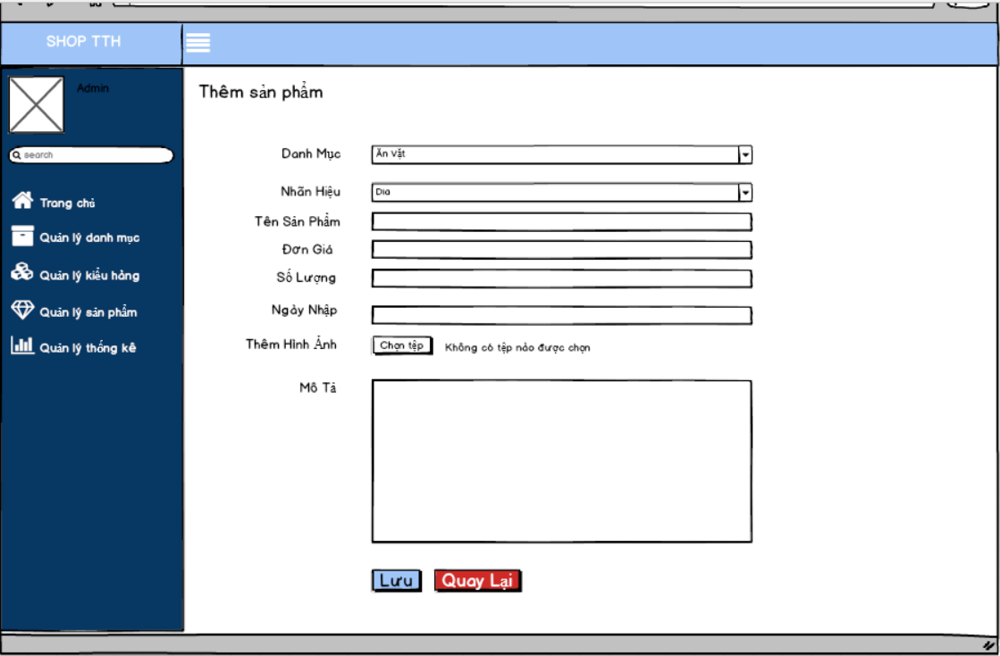 SHOP TTH
Admin
search
Trang chủ
Quản lý danh mục
Quản lý kiểu hàng
Quản lý sản phẩm
Quản lý thống kê
Thêm sản phẩm
Danh Mục
Ăn Vặt
Nhãn Hiệu
Dia
Tên Sản Phẩm
Đơn Giá
Số Lượng
Ngày Nhập
Thêm Hình Ảnh
Chọn tệp
Không có tệp nào được chọn
Mô Tả
Lưu
Quay Lại